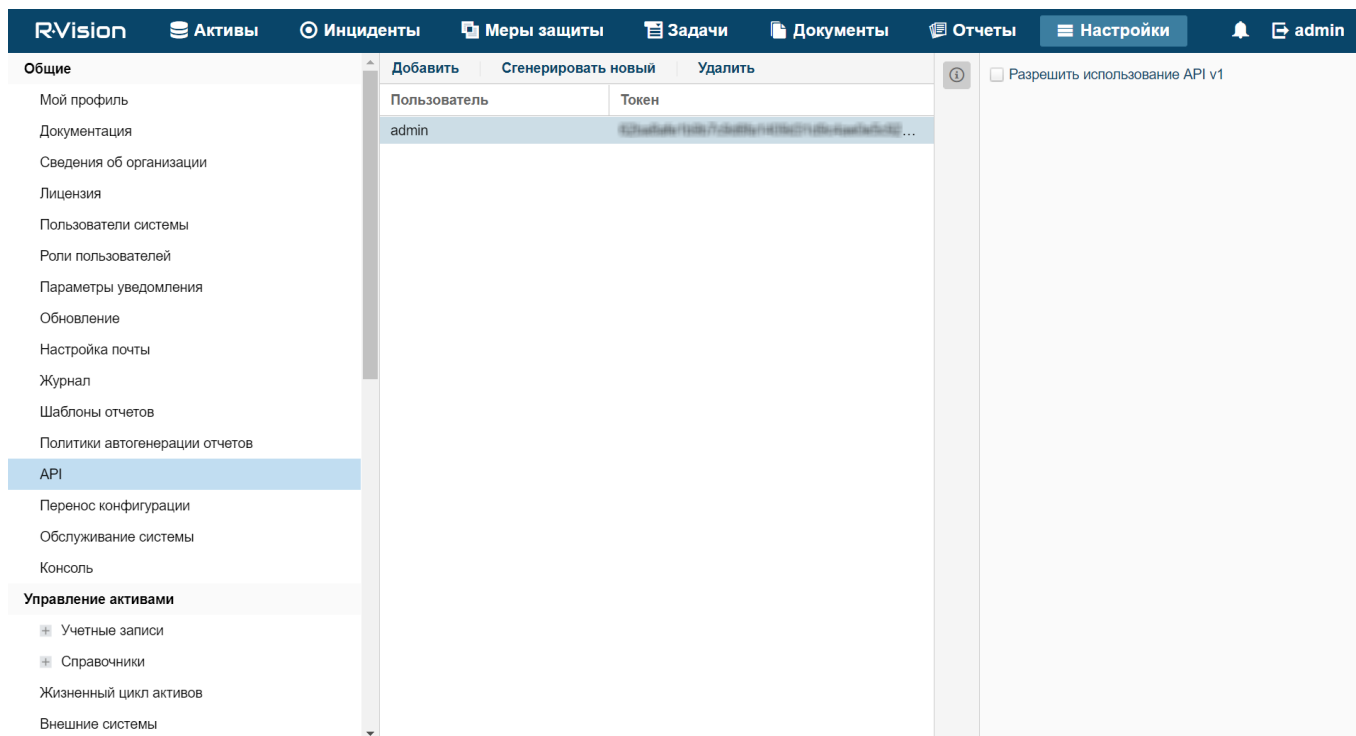 R·Vision Активы Инциденты Меры защиты Задачи Документы Отчеты Настройки admin
Общие
Мой профиль
Документация
Сведения об организации
Лицензия
Пользователи системы
Роли пользователей
Параметры уведомления
Обновление
Настройка почты
Журнал
Шаблоны отчетов
Политики автогенерации отчетов
API
Перенос конфигурации
Обслуживание системы
Консоль
Управление активами
Учетные записи
Справочники
Жизненный цикл активов
Внешние системы
Добавить Сгенерировать новый Удалить
Пользователь Токен
admin
Разрешить использование API v1